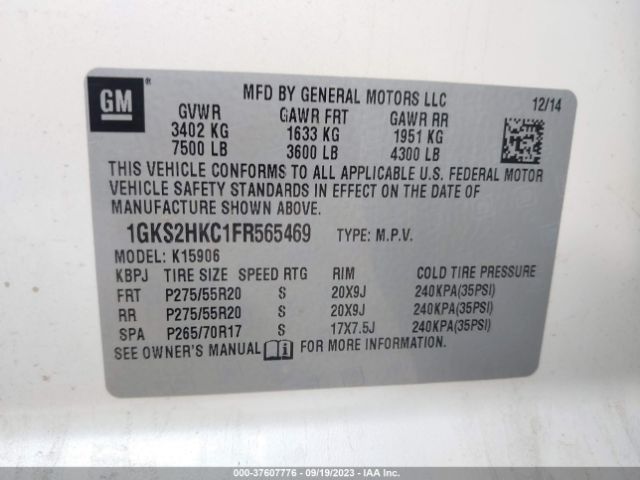 GM ®
MFD BY GENERAL MOTORS LLC 12/14
GVWR GAWR FRT GAWR RR
3402 KG 1633 KG 1951 KG
7500 LB 3600 LB 4300 LB
THIS VEHICLE CONFORMS TO ALL APPLICABLE U.S. FEDERAL MOTOR
VEHICLE SAFETY STANDARDS IN EFFECT ON THE DATE OF
MANUFACTURE SHOWN ABOVE.
1GKS2HKC1FR565469 TYPE: M.P.V.
MODEL: K15906
KBPJ TIRE SIZE SPEED RTG RIM COLD TIRE PRESSURE
FRT P275/55R20 S 20X9J 240KPA(35PSI)
RR P275/55R20 S 20X9J 240KPA(35PSI)
SPA P265/70R17 S 17X7.5J 240KPA(35PSI)
SEE OWNER'S MANUAL i FOR MORE INFORMATION.
000-37607776 - 09/19/2023 - IAA Inc.